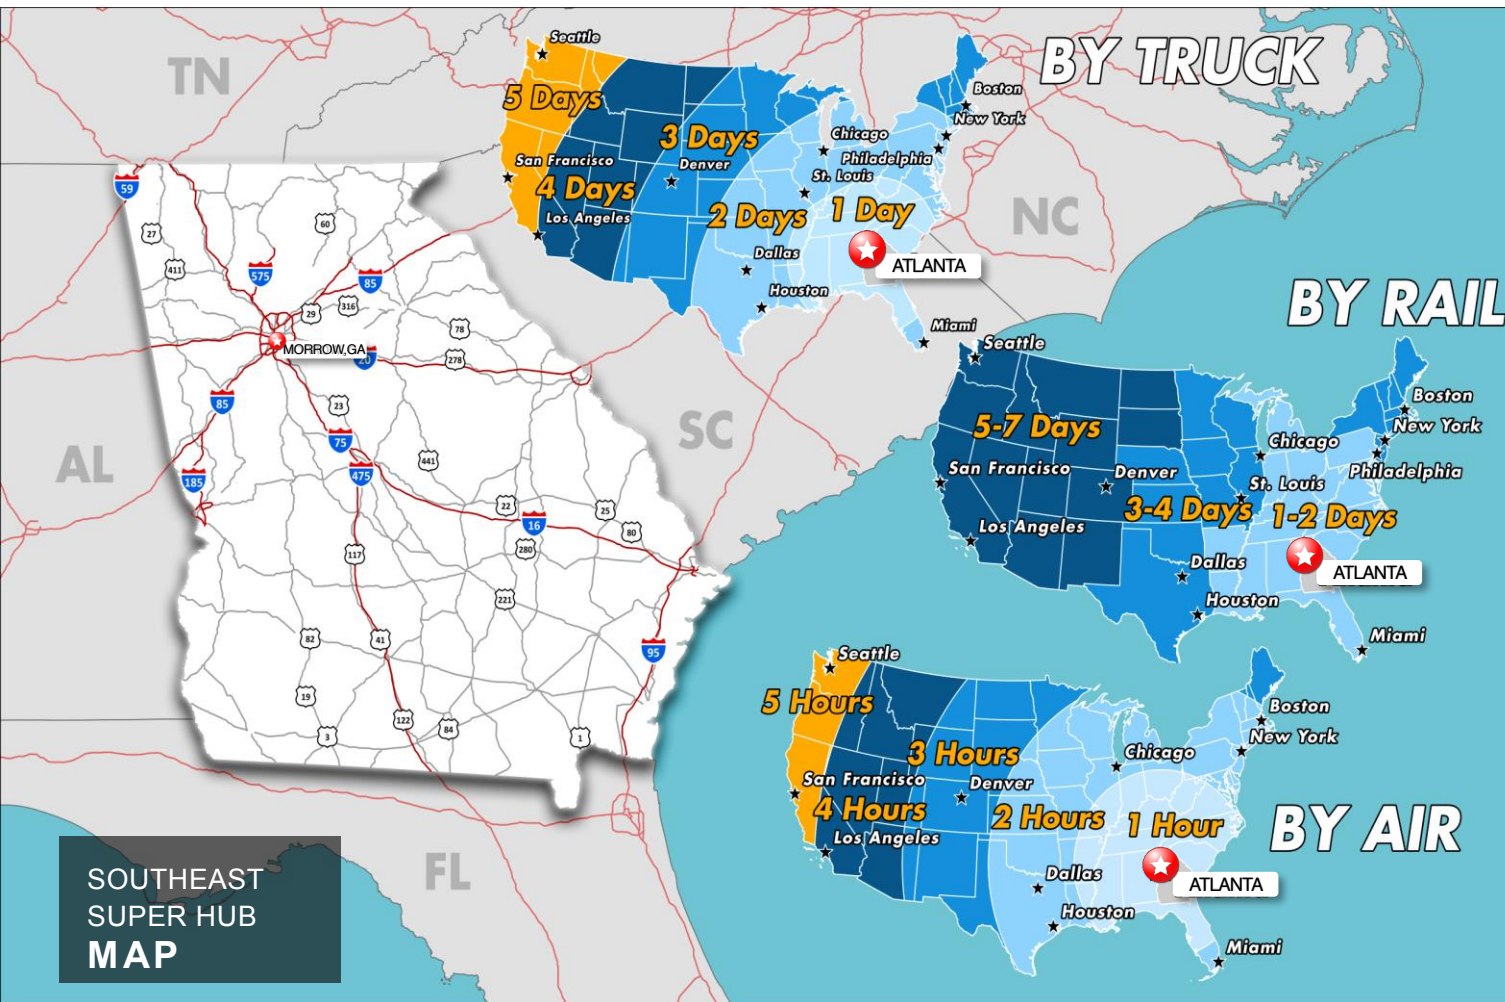 TN
NC
SC
AL
FL
BY TRUCK
Seattle
5 Days
San Francisco
4 Days
Los Angeles
3 Days
Denver
2 Days
1 Day
Dallas
Houston
Chicago
St. Louis
Philadelphia
New York
Boston
Miami
ATLANTA
BY RAIL
Seattle
5-7 Days
San Francisco
Los Angeles
Denver
3-4 Days
1-2 Days
Dallas
Houston
Chicago
St. Louis
Philadelphia
New York
Boston
Miami
ATLANTA
BY AIR
Seattle
5 Hours
San Francisco
4 Hours
Los Angeles
3 Hours
Denver
2 Hours
1 Hour
Dallas
Houston
Chicago
New York
Boston
Miami
ATLANTA
59
27
411
60
575
85
29
316
78
278
MORROW,GA
20
85
23
75
475
441
185
22
25
16
80
280
117
221
82
41
95
19
3
122
84
1
SOUTHEAST
SUPER HUB
MAP